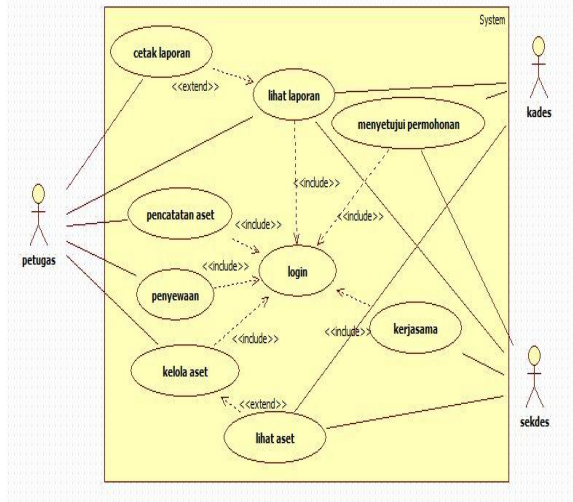 System
cetak laporan
<<extend>>
lihat laporan
kades
menyetujui permohonan
<<include>>
<<include>>
pencatatan aset
<<include>>
petugas
<<include>>
login
penyewaan
<<include>>
<<include>>
kerjasama
kelola aset
<<extend>>
lihat aset
sekdes